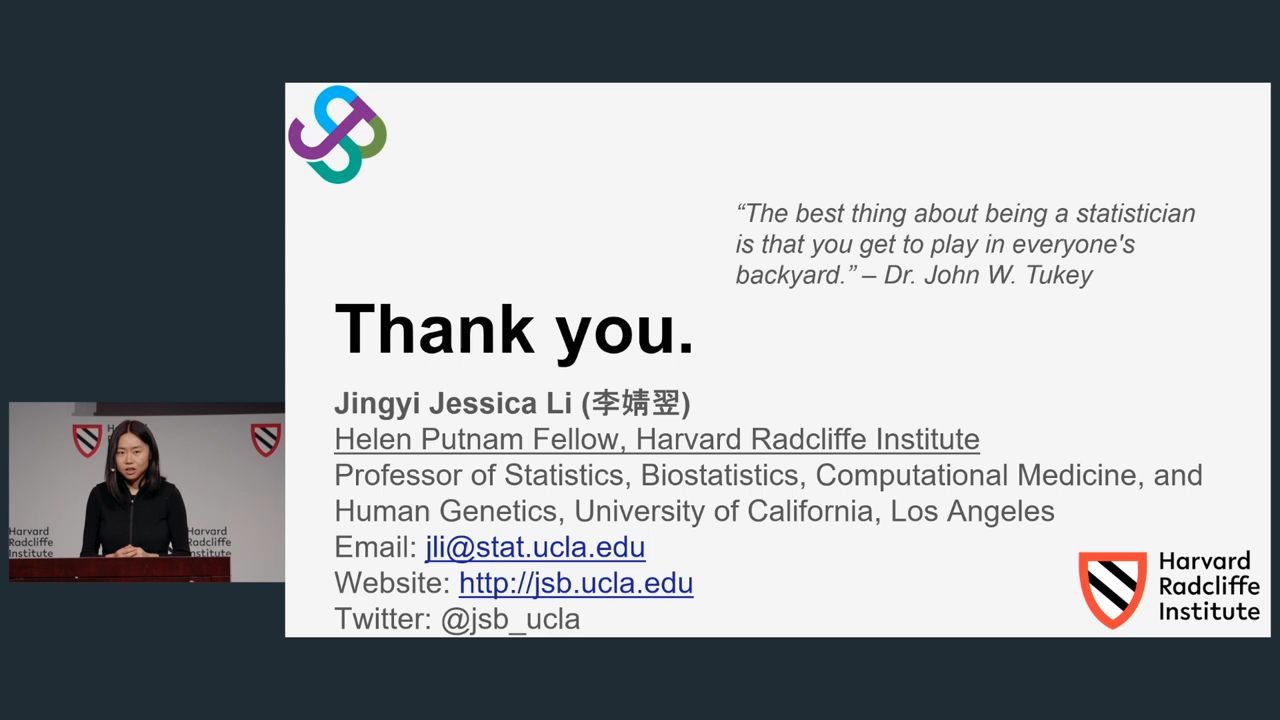 “The best thing about being a statistician
is that you get to play in everyone's
backyard.” – Dr. John W. Tukey
Thank you.
Jingyi Jessica Li (李婧翌)
Helen Putnam Fellow, Harvard Radcliffe Institute
Professor of Statistics, Biostatistics, Computational Medicine, and
Human Genetics, University of California, Los Angeles
Email: jli@stat.ucla.edu
Website: http://jsb.ucla.edu
Twitter: @jsb_ucla
Harvard
Radcliffe
Institute
Harvard
Radcliffe
Institute